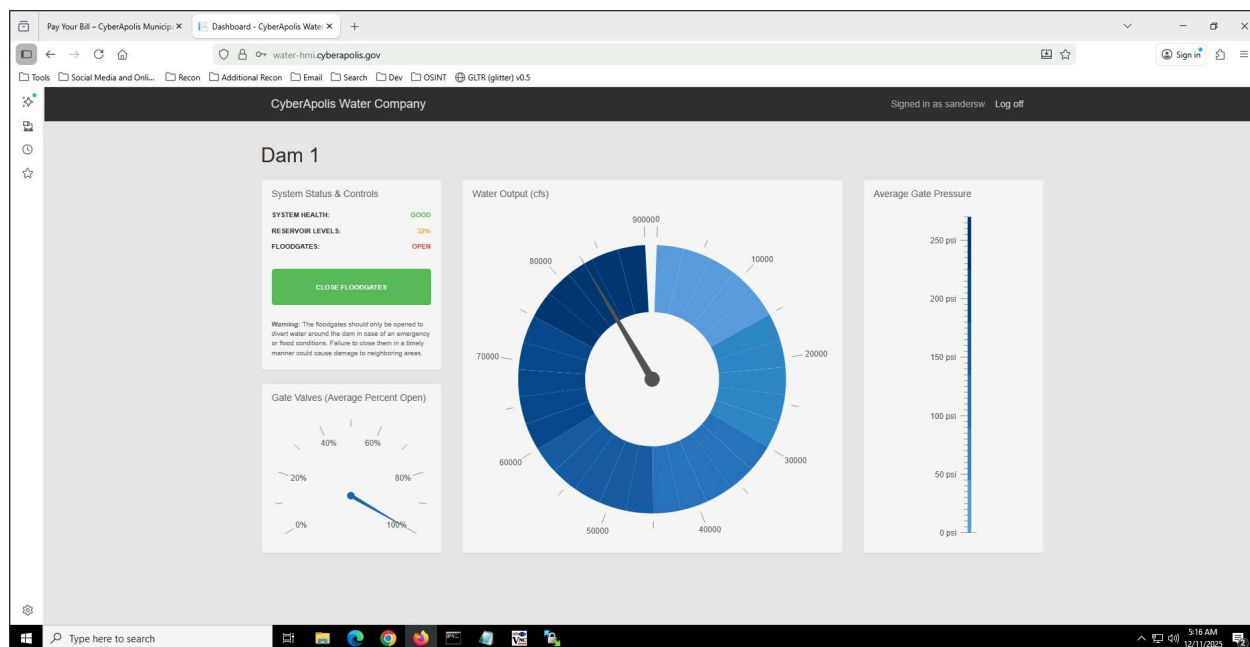 Pay Your Bill – CyberApolis Municip
Dashboard - CyberApolis Wate
water-hmi.cyberapolis.gov
Sign in
Tools Social Media and Onli... Recon Additional Recon Email Search Dev OSINT GLTR (glitter) v0.5
CyberApolis Water Company
Signed in as sandersw Log off
Dam 1
System Status & Controls
SYSTEM HEALTH: GOOD
RESERVOIR LEVELS: 33%
FLOODGATES: OPEN
CLOSE FLOODGATES
Warning: The floodgates should only be opened to
divert water around the dam in case of an emergency
or flood conditions. Failure to close them in a timely
manner could cause damage to neighboring areas.
Gate Valves (Average Percent Open)
0%
20%
40%
60%
80%
100%
Water Output (cfs)
900000
10000
20000
30000
40000
50000
60000
70000
80000
Average Gate Pressure
250 psi
200 psi
150 psi
100 psi
50 psi
0 psi
Type here to search
5:16 AM
12/11/2025